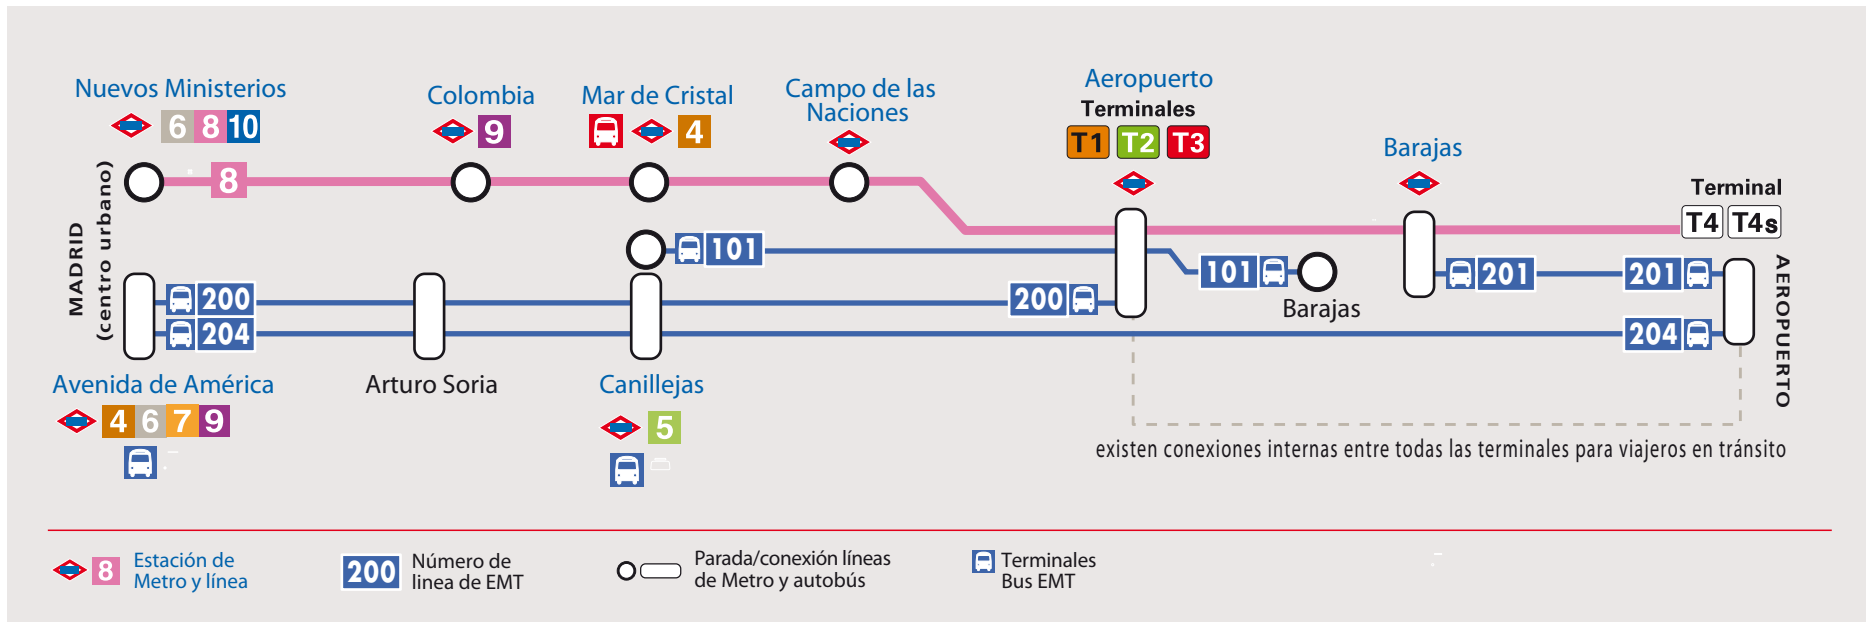 Nuevos Ministerios
6 8 10
Colombia
9
Mar de Cristal
4
Campo de las
Naciones
Aeropuerto
Terminales
T1 T2 T3
Barajas
Terminal
T4 T4s
8
MADRID
(centro urbano)
101
101
Barajas
201
201
200
200
204
204
AEROPUERTO
Avenida de América
4 6 7 9
Arturo Soria
Canillejas
5
existen conexiones internas entre todas las terminales para viajeros en tránsito
8
Estación de
Metro y línea
200
Número de
linea de EMT
Parada/conexión líneas
de Metro y autobús
Terminales
Bus EMT